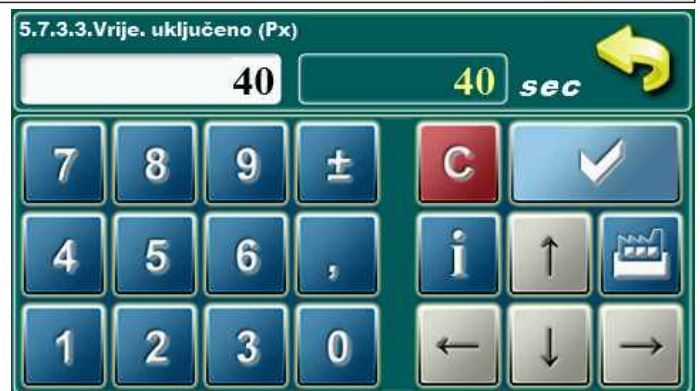 5.7.3.3.Vrije. uključeno (Px)
40 40 sec
7 8 9 ± C
4 5 6 , i ↑
1 2 3 0 ← ↓ →